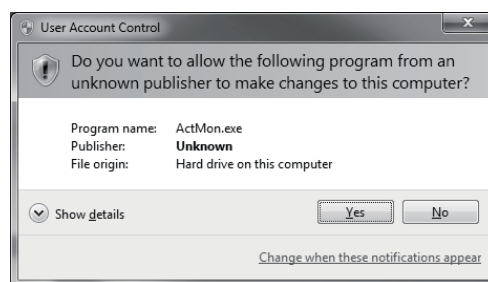 User Account Control
x
Do you want to allow the following program from an
unknown publisher to make changes to this computer?
Program name: ActMon.exe
Publisher: Unknown
File origin: Hard drive on this computer
Show details
Yes No
Change when these notifications appear